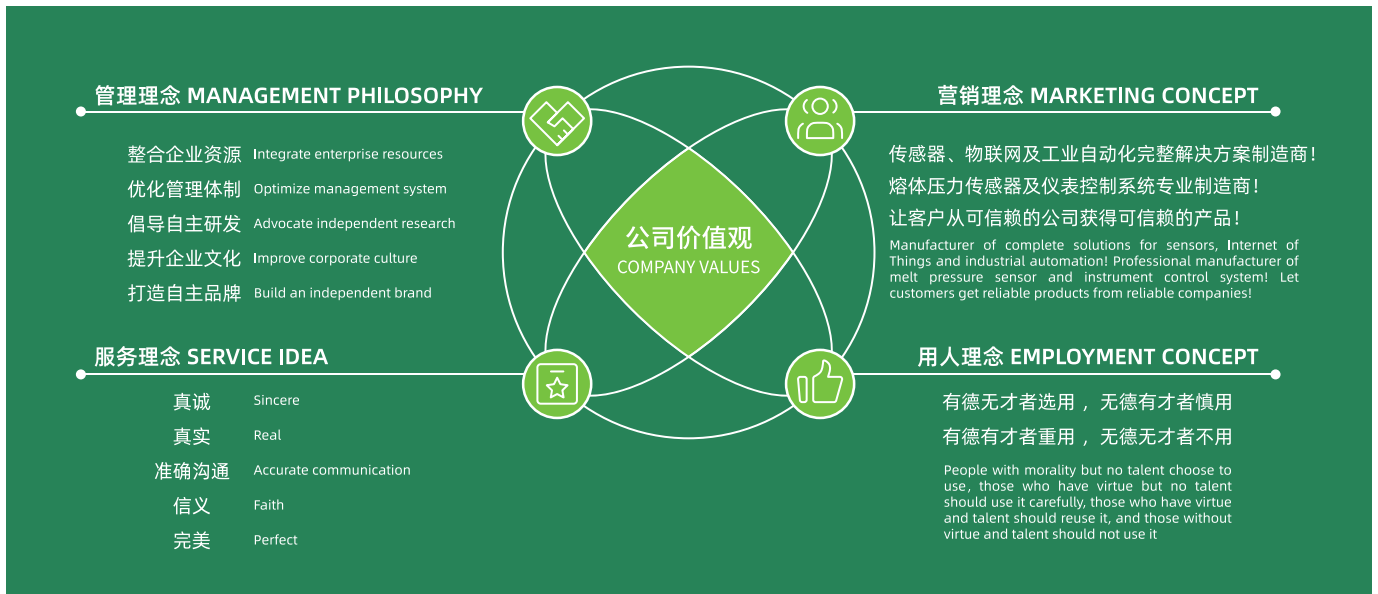 管理理念 MANAGEMENT PHILOSOPHY
整合企业资源 Integrate enterprise resources
优化管理体制 Optimize management system
倡导自主研发 Advocate independent research
提升企业文化 Improve corporate culture
打造自主品牌 Build an independent brand
服务理念 SERVICE IDEA
真诚 Sincere
真实 Real
准确沟通 Accurate communication
信义 Faith
完美 Perfect
公司价值观
COMPANY VALUES
营销理念 MARKETING CONCEPT
传感器、物联网及工业自动化完整解决方案制造商！
熔体压力传感器及仪表控制系统专业制造商！
让客户从可信赖的公司获得可信赖的产品！
Manufacturer of complete solutions for sensors, Internet of
Things and industrial automation! Professional manufacturer of
melt pressure sensor and instrument control system! Let
customers get reliable products from reliable companies!
用人理念 EMPLOYMENT CONCEPT
有德无才者选用，无德有才者慎用
有德有才者重用，无德无才者不用
People with morality but no talent choose to
use, those who have virtue but no talent
should use it carefully, those who have virtue
and talent should reuse it, and those without
virtue and talent should not use it